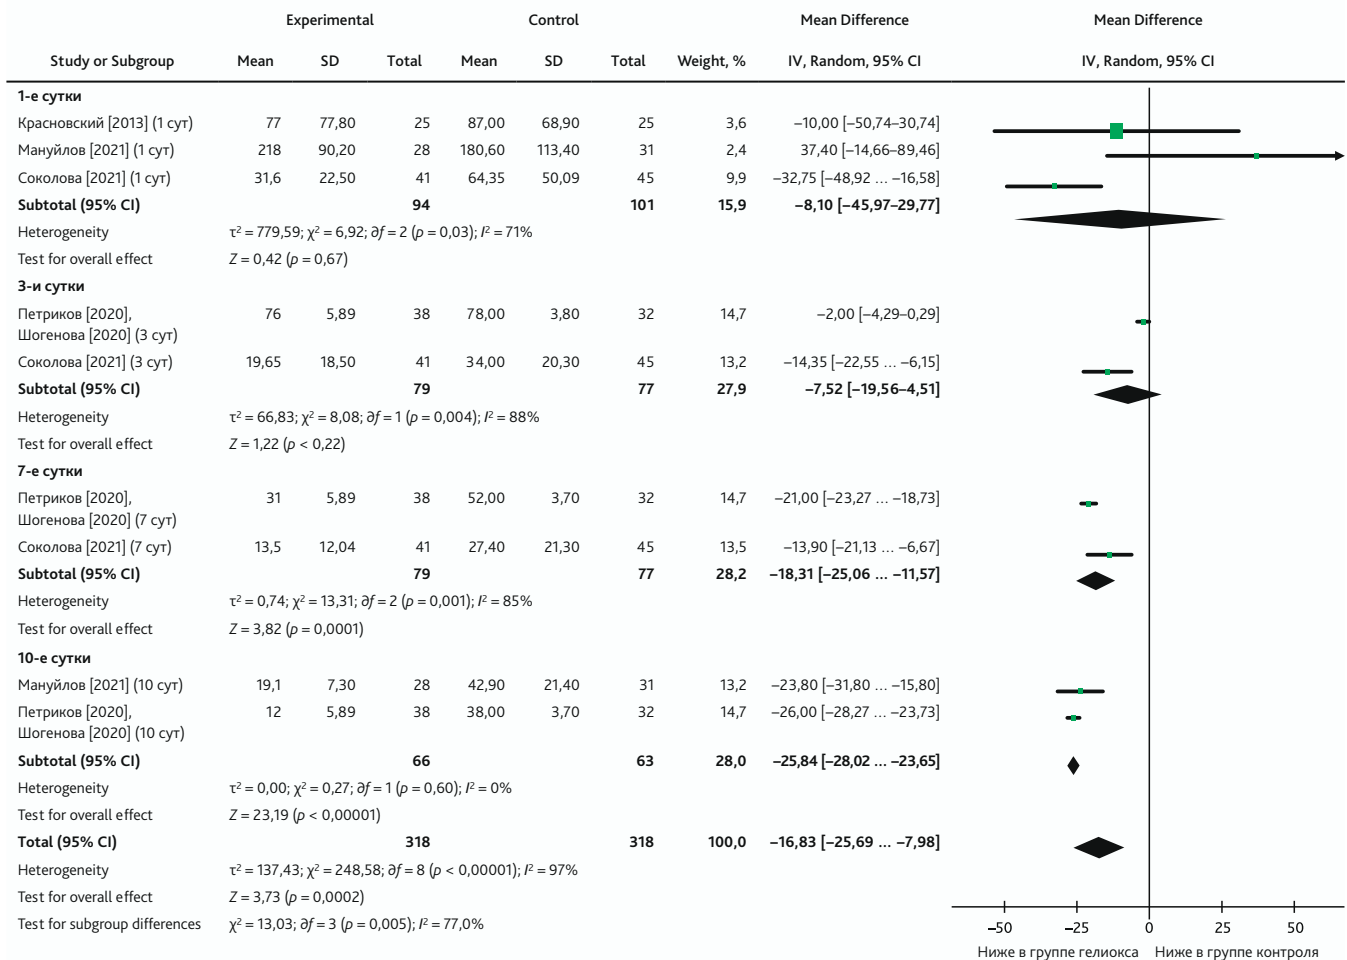 Experimental Control Mean Difference Mean Difference
Study or Subgroup Mean SD Total Mean SD Total Weight, % IV, Random, 95% CI IV, Random, 95% CI
1-е сутки
Красновский [2013] (1 сут) 77 77,80 25 87,00 68,90 25 3,6 –10,00 [–50,74–30,74]
Мануйлов [2021] (1 сут) 218 90,20 28 180,60 113,40 31 2,4 37,40 [–14,66–89,46]
Соколова [2021] (1 сут) 31,6 22,50 41 64,35 50,09 45 9,9 –32,75 [–48,92 ... –16,58]
Subtotal (95% CI) 94 101 15,9 –8,10 [–45,97–29,77]
Heterogeneity τ² = 779,59; χ² = 6,92; ∂f = 2 (p = 0,03); I² = 71%
Test for overall effect Z = 0,42 (p = 0,67)
3-и сутки
Петриков [2020], 76 5,89 38 78,00 3,80 32 14,7 –2,00 [–4,29–0,29]
Шогенова [2020] (3 сут)
Соколова [2021] (3 сут) 19,65 18,50 41 34,00 20,30 45 13,2 –14,35 [–22,55 ... –6,15]
Subtotal (95% CI) 79 77 27,9 –7,52 [–19,56–4,51]
Heterogeneity τ² = 66,83; χ² = 8,08; ∂f = 1 (p = 0,004); I² = 88%
Test for overall effect Z = 1,22 (p < 0,22)
7-е сутки
Петриков [2020], 31 5,89 38 52,00 3,70 32 14,7 –21,00 [–23,27 ... –18,73]
Шогенова [2020] (7 сут)
Соколова [2021] (7 сут) 13,5 12,04 41 27,40 21,30 45 13,5 –13,90 [–21,13 ... –6,67]
Subtotal (95% CI) 79 77 28,2 –18,31 [–25,06 ... –11,57]
Heterogeneity τ² = 0,74; χ² = 13,31; ∂f = 2 (p = 0,001); I² = 85%
Test for overall effect Z = 3,82 (p = 0,0001)
10-е сутки
Мануйлов [2021] (10 сут) 19,1 7,30 28 42,90 21,40 31 13,2 –23,80 [–31,80 ... –15,80]
Петриков [2020], 12 5,89 38 38,00 3,70 32 14,7 –26,00 [–28,27 ... –23,73]
Шогенова [2020] (10 сут)
Subtotal (95% CI) 66 63 28,0 –25,84 [–28,02 ... –23,65]
Heterogeneity τ² = 0,00; χ² = 0,27; ∂f = 1 (p = 0,60); I² = 0%
Test for overall effect Z = 23,19 (p < 0,00001)
Total (95% CI) 318 318 100,0 –16,83 [–25,69 ... –7,98]
Heterogeneity τ² = 137,43; χ² = 248,58; ∂f = 8 (p < 0,00001); I² = 97%
Test for overall effect Z = 3,73 (p = 0,0002)
Test for subgroup differences χ² = 13,03; ∂f = 3 (p = 0,005); I² = 77,0%
–50 –25 0 25 50
Ниже в группе гелиокса Ниже в группе контроля